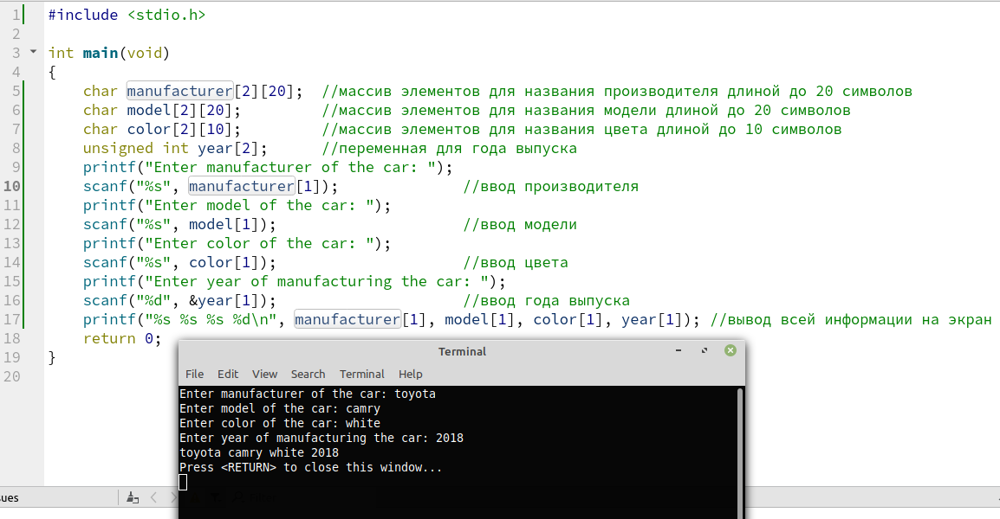 1 #include <stdio.h>
2
3 int main(void)
4 {
5 char manufacturer[2][20]; //массив элементов для названия производителя длиной до 20 символов
6 char model[2][20]; //массив элементов для названия модели длиной до 20 символов
7 char color[2][10]; //массив элементов для названия цвета длиной до 10 символов
8 unsigned int year[2]; //переменная для года выпуска
9 printf("Enter manufacturer of the car: ");
10 scanf("%s", manufacturer[1]); //ввод производителя
11 printf("Enter model of the car: ");
12 scanf("%s", model[1]); //ввод модели
13 printf("Enter color of the car: ");
14 scanf("%s", color[1]); //ввод цвета
15 printf("Enter year of manufacturing the car: ");
16 scanf("%d", &year[1]); //ввод года выпуска
17 printf("%s %s %s %d\n", manufacturer[1], model[1], color[1], year[1]); //вывод всей информации на экран
18 return 0;
19 }
20
Terminal
File Edit View Search Terminal Help
Enter manufacturer of the car: toyota
Enter model of the car: camry
Enter color of the car: white
Enter year of manufacturing the car: 2018
toyota camry white 2018
Press <RETURN> to close this window...
ues